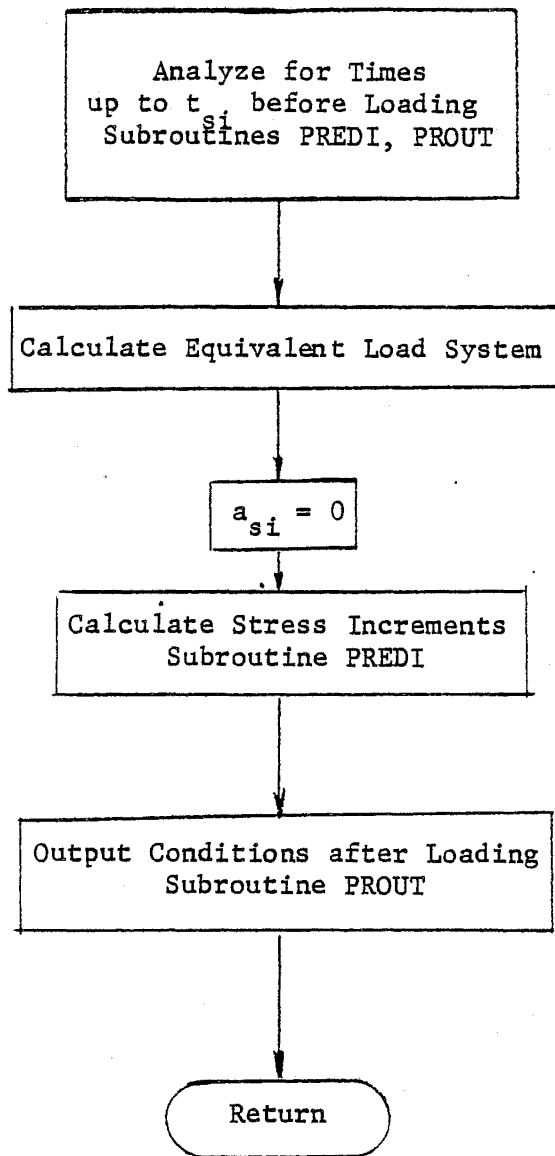 Analyze for Times
up to t_si before Loading
Subroutines PREDI, PROUT
Calculate Equivalent Load System
a_si = 0
Calculate Stress Increments
Subroutine PREDI
Output Conditions after Loading
Subroutine PROUT
Return